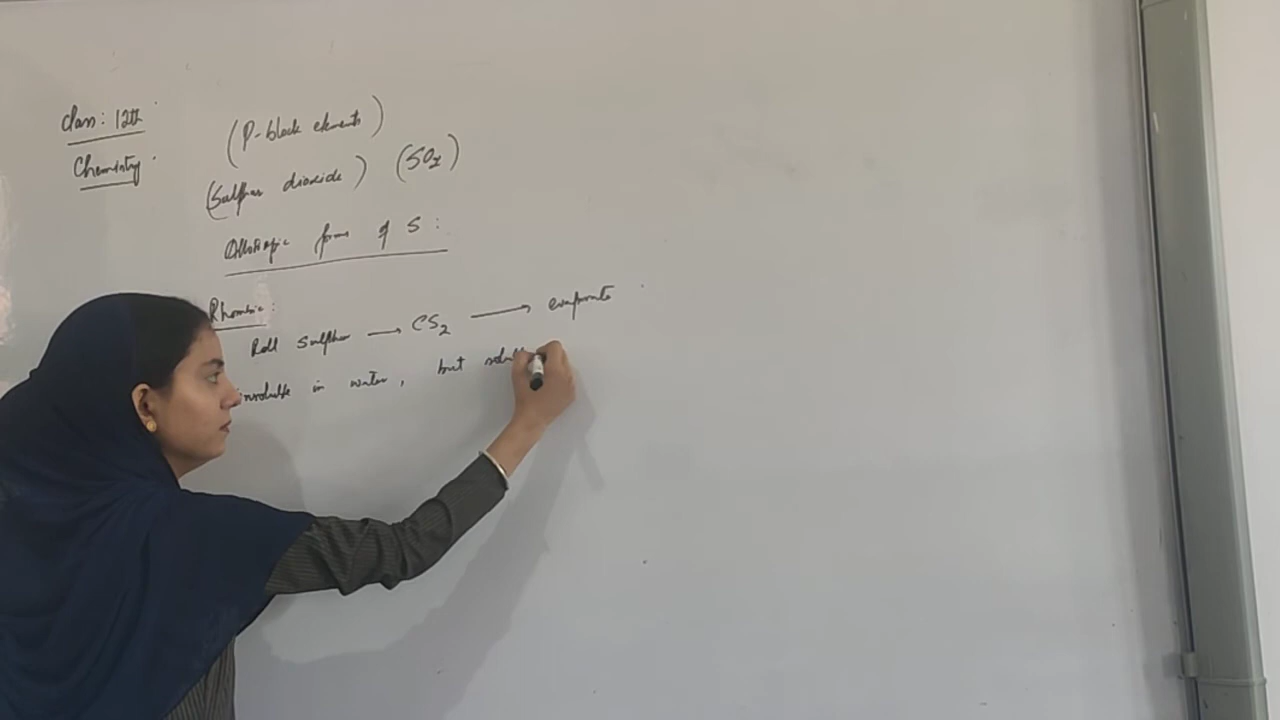 Class: 12th
Chemistry
(P-block elements)
(Sulphur dioxide) (SO2)
Allotropic forms of S:
Rhombic:
Roll Sulphur → CS2 → evaporate
insoluble in water, but